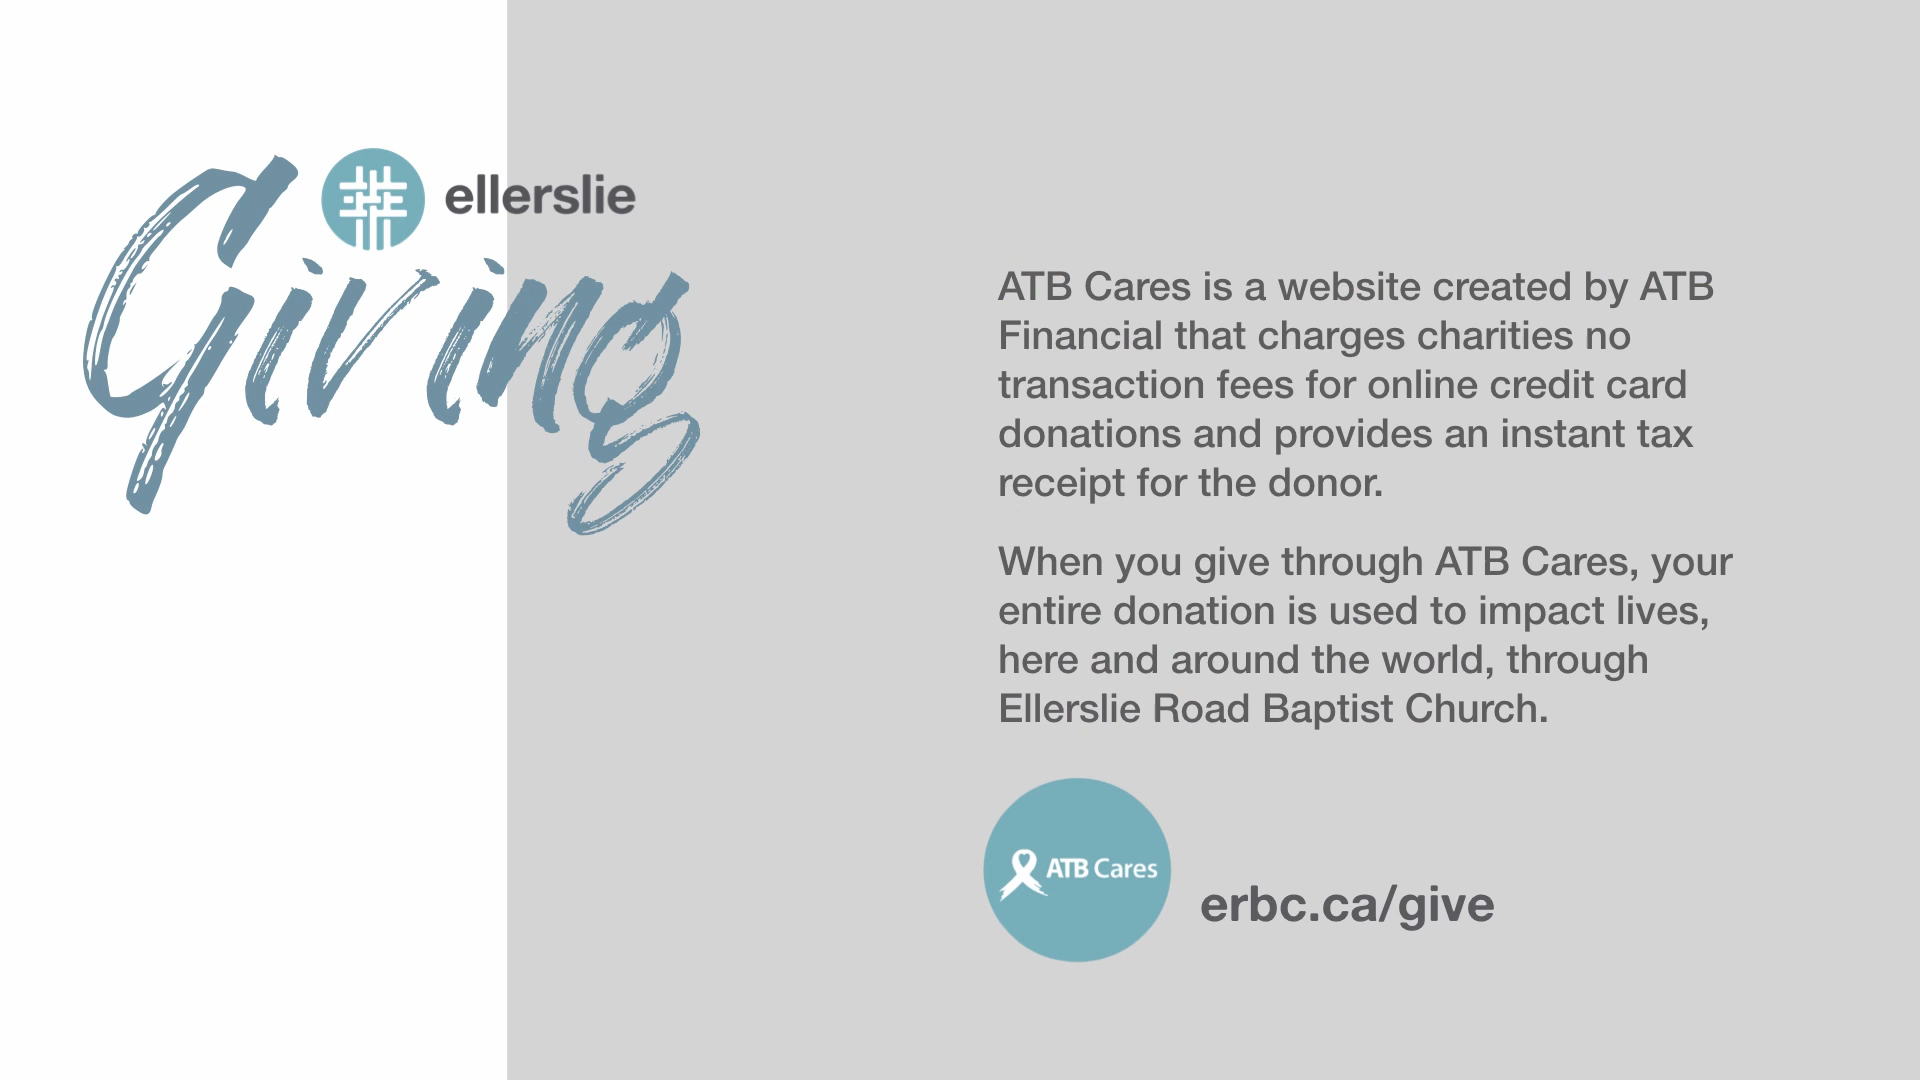 ellerslie
Giving
ATB Cares is a website created by ATB
Financial that charges charities no
transaction fees for online credit card
donations and provides an instant tax
receipt for the donor.
When you give through ATB Cares, your
entire donation is used to impact lives,
here and around the world, through
Ellerslie Road Baptist Church.
ATB Cares
erbc.ca/give